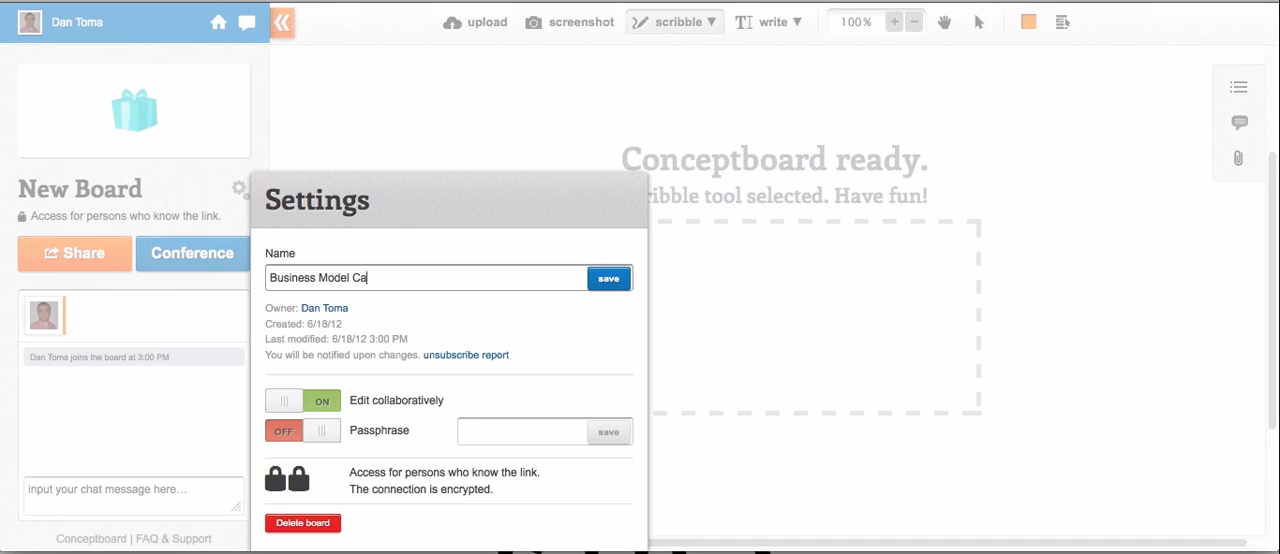 Dan Toma
upload screenshot scribble ▼ write ▼ 100% + −
New Board
Access for persons who know the link.
Share Conference
Dan Toma joins the board at 3:00 PM
input your chat message here…
Conceptboard | FAQ & Support
Conceptboard ready.
ribble tool selected. Have fun!
Settings
Name
Business Model Ca save
Owner: Dan Toma
Created: 6/18/12
Last modified: 6/18/12 3:00 PM
You will be notified upon changes. unsubscribe report
ON Edit collaboratively
OFF Passphrase save
Access for persons who know the link.
The connection is encrypted.
Delete board